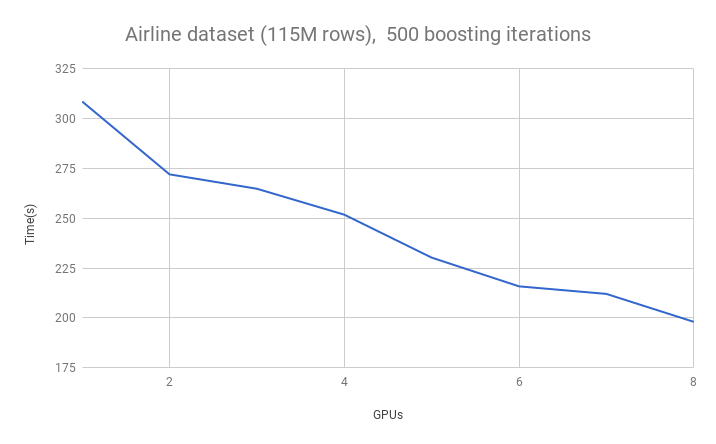 Airline dataset (115M rows),  500 boosting iterations
325
300
275
250
225
200
175
Time(s)
2 4 6 8
GPUs